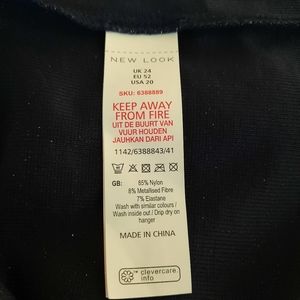 NEW LOOK
UK 24
EU 52
USA 20
SKU: 6388889
KEEP AWAY
FROM FIRE
UIT DE BUURT VAN
VUUR HOUDEN
JAUHKAN DARI API
1142/6388843/41
GB: 85% Nylon
8% Metallised Fibre
7% Elastane
Wash with similar colours /
Wash inside out / Drip dry on
hanger
MADE IN CHINA
clevercare.
info